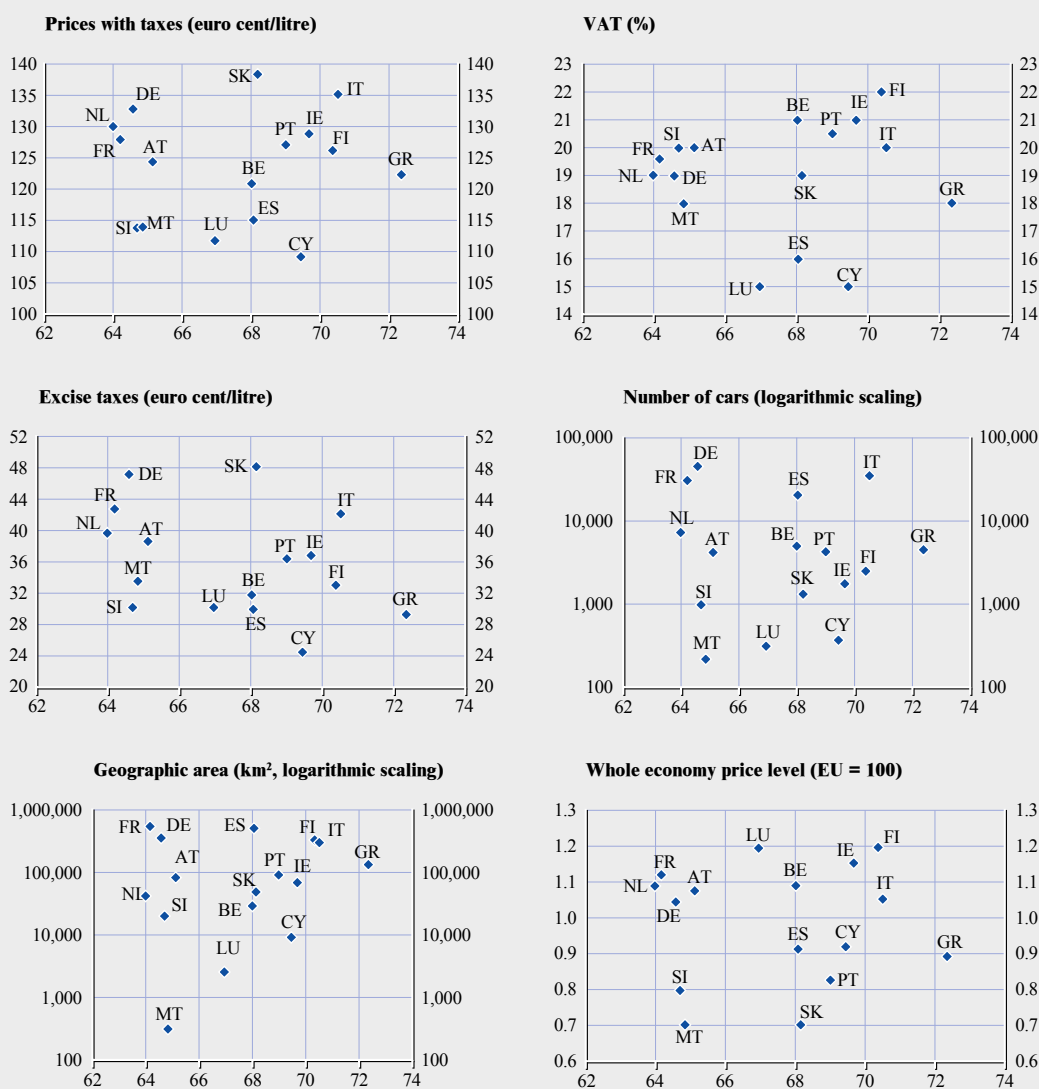 Prices with taxes (euro cent/litre)
140 140
135 135
130 130
125 125
120 120
115 115
110 110
105 105
100 100
62 64 66 68 70 72 74
SK
IT
DE
NL
IE
PT
FI
FR
AT
GR
BE
ES
SI
MT
LU
CY
VAT (%)
23 23
22 22
21 21
20 20
19 19
18 18
17 17
16 16
15 15
14 14
62 64 66 68 70 72 74
FI
BE
IE
PT
SI
AT
IT
FR
NL
DE
SK
GR
MT
ES
LU
CY
Excise taxes (euro cent/litre)
52 52
48 48
44 44
40 40
36 36
32 32
28 28
24 24
20 20
62 64 66 68 70 72 74
SK
DE
FR
IT
NL
AT
PT
IE
MT
BE
FI
SI
LU
ES
GR
CY
Number of cars (logarithmic scaling)
100,000 100,000
10,000 10,000
1,000 1,000
100 100
62 64 66 68 70 72 74
DE
FR
IT
ES
NL
AT
BE
PT
GR
SK
IE
FI
SI
MT
LU
CY
Geographic area (km², logarithmic scaling)
1,000,000 1,000,000
100,000 100,000
10,000 10,000
1,000 1,000
100 100
62 64 66 68 70 72 74
FR
DE
ES
FI
IT
AT
PT
IE
GR
NL
SI
SK
BE
CY
LU
MT
Whole economy price level (EU = 100)
1.3 1.3
1.2 1.2
1.1 1.1
1.0 1.0
0.9 0.9
0.8 0.8
0.7 0.7
0.6 0.6
62 64 66 68 70 72 74
LU
FI
IE
FR
NL
AT
BE
IT
DE
ES
CY
GR
SI
PT
MT
SK